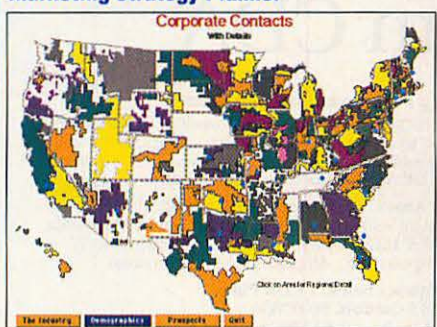 Marketing Strategy Planner
Corporate Contacts
With Details
Click on Area for Regional Detail
The Industry
Demographics
Prospects
Quit